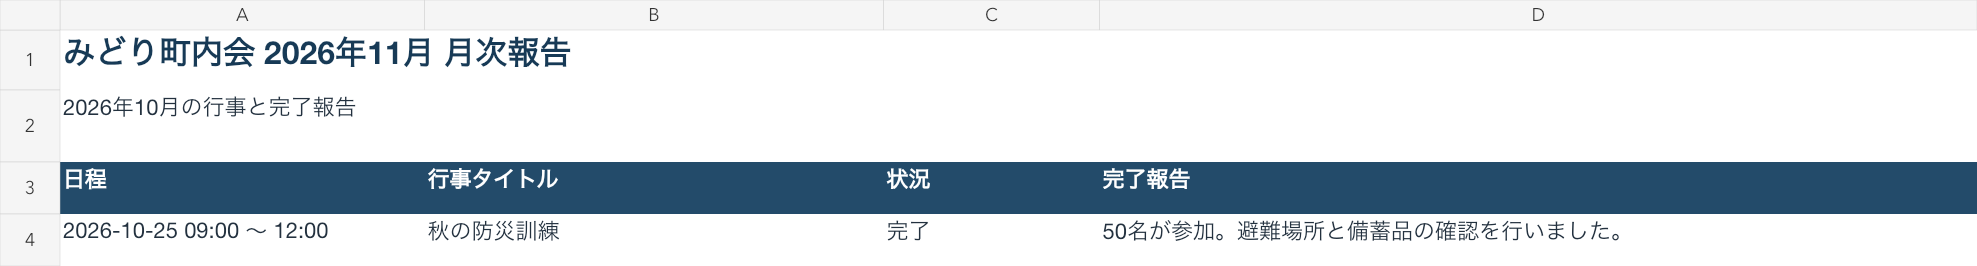 A B C D
1 みどり町内会 2026年11月 月次報告
2 2026年10月の行事と完了報告
3 日程 行事タイトル 状況 完了報告
4 2026-10-25 09:00 〜 12:00 秋の防災訓練 完了 50名が参加。避難場所と備蓄品の確認を行いました。